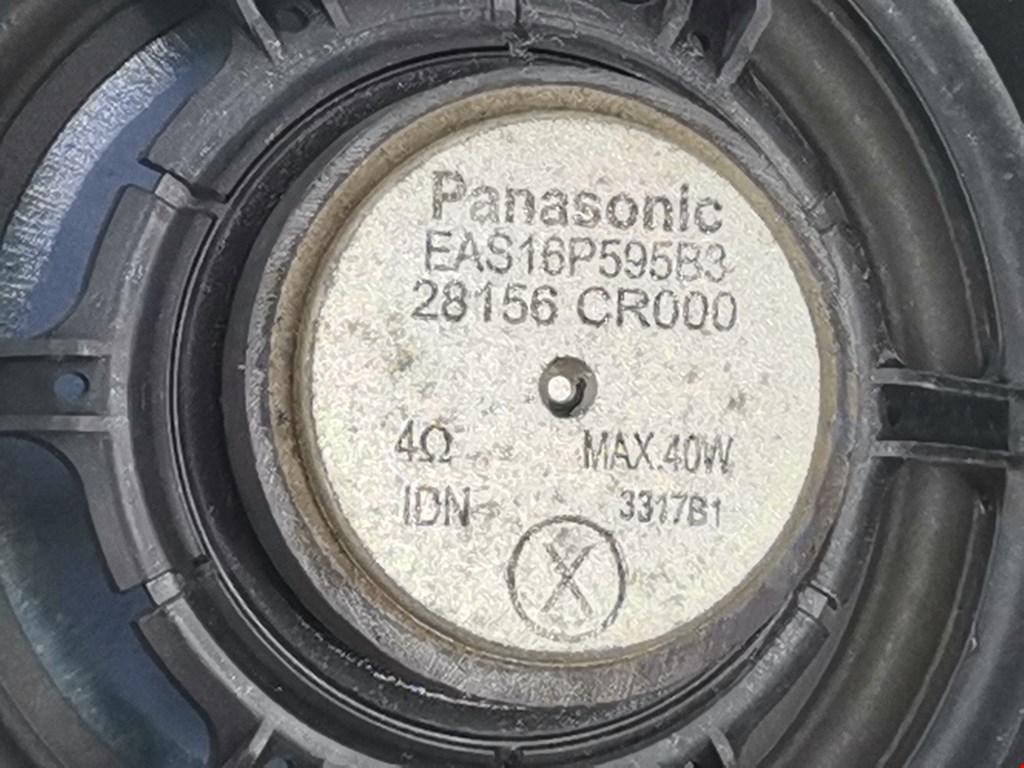 Panasonic
EAS16P595B3
28156 CR000
4Ω MAX.40W
IDN 3317B1
X